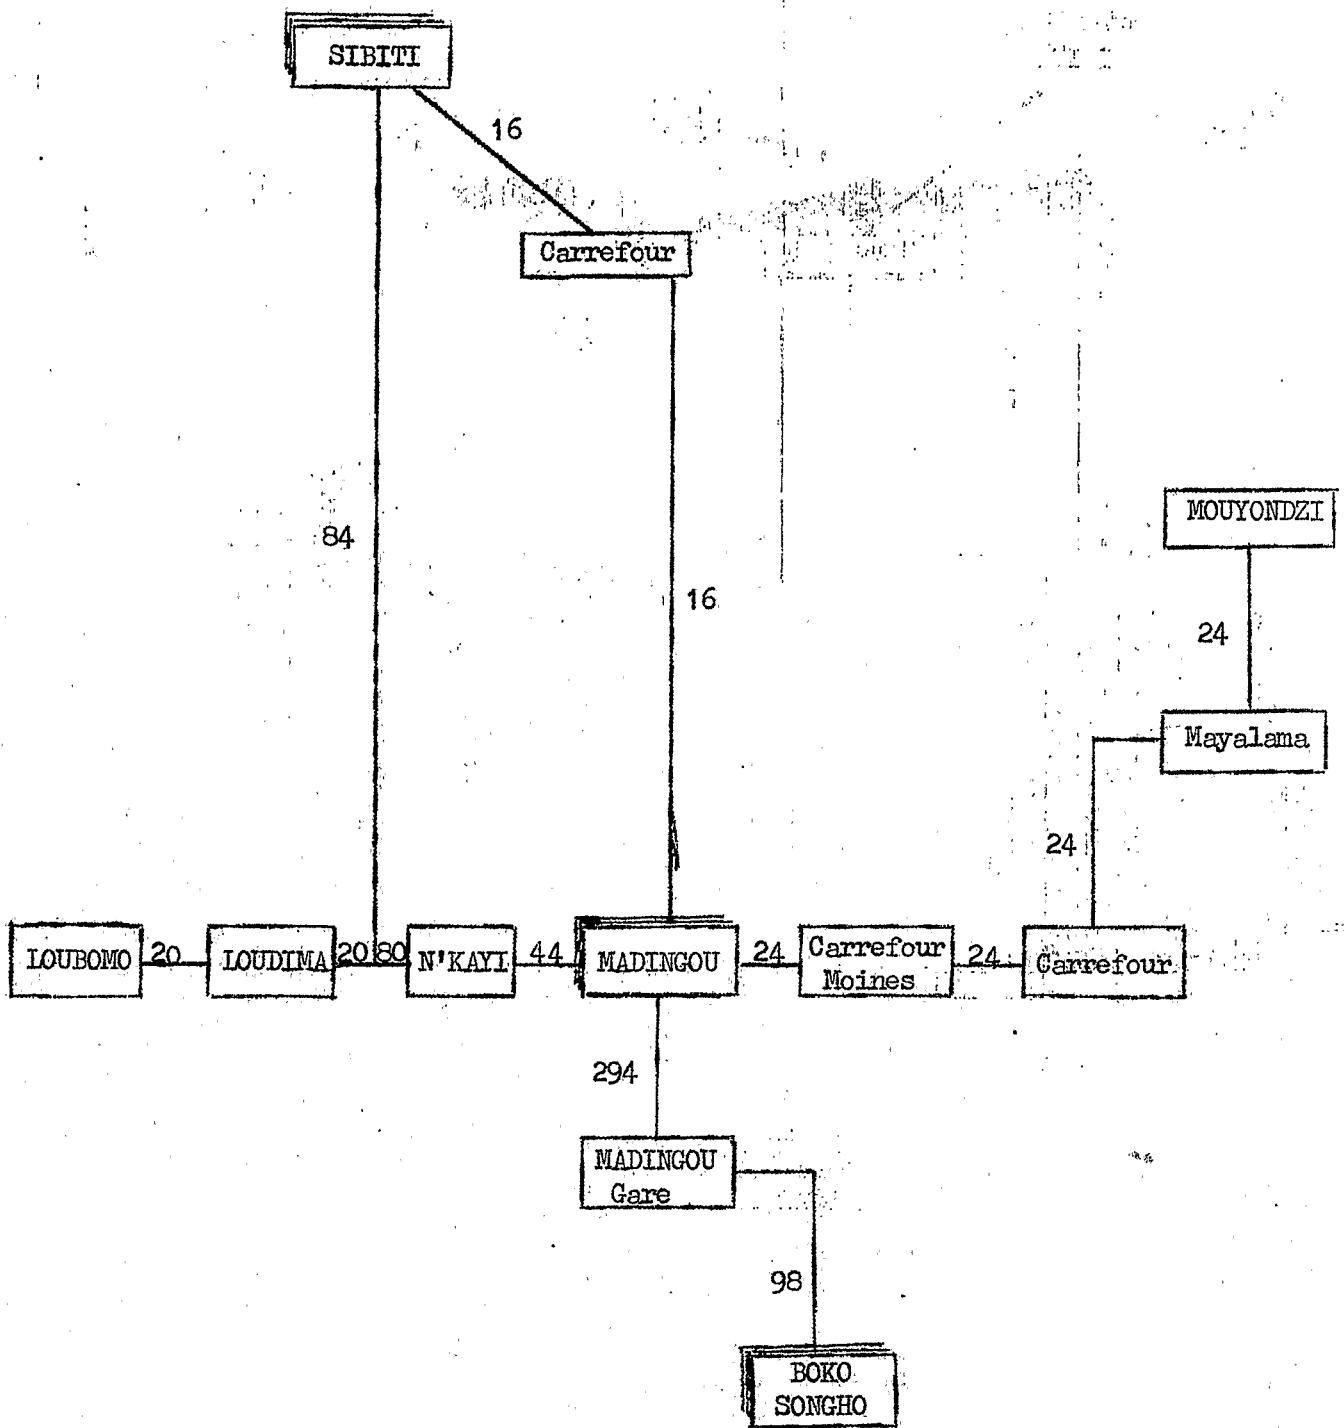 SIBITI
16
Carrefour
84
16
MOUYONDZI
24
Mayalama
24
LOUBOMO 20 LOUDIMA 20 80 N'KAYI 44 MADINGOU 24 Carrefour Moines 24 Carrefour
294
MADINGOU
Gare
98
BOKO
SONGHO